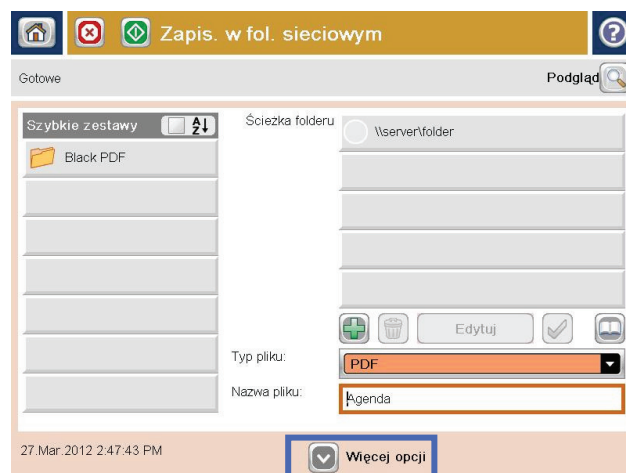 Zapis. w fol. sieciowym
Gotowe
Podgląd
Szybkie zestawy
Black PDF
Ścieżka folderu
\\server\folder
Edytuj
Typ pliku:
PDF
Nazwa pliku:
Agenda
27.Mar.2012 2:47:43 PM
Więcej opcji